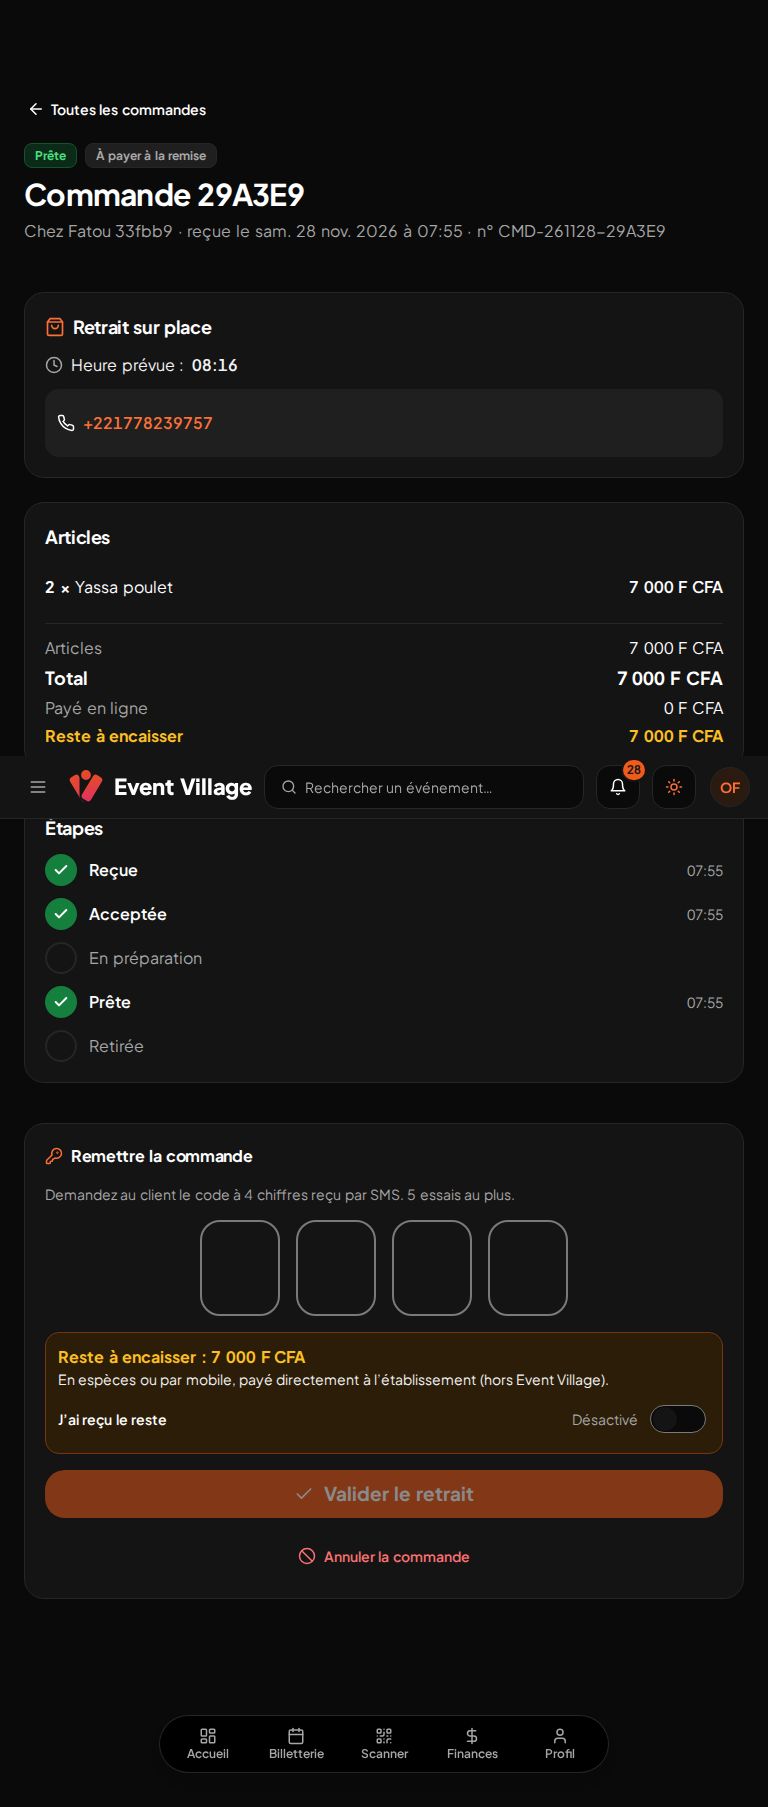 Toutes les commandes
Prête
À payer à la remise
Commande 29A3E9
Chez Fatou 33fbb9 · reçue le sam. 28 nov. 2026 à 07:55 · n° CMD-261128-29A3E9
Retrait sur place
Heure prévue : 08:16
+221778239757
Articles
2 × Yassa poulet 7 000 F CFA
Articles 7 000 F CFA
Total 7 000 F CFA
Payé en ligne 0 F CFA
Reste à encaisser 7 000 F CFA
Event Village Rechercher un événement... 28 OF
Étapes
Reçue 07:55
Acceptée 07:55
En préparation
Prête 07:55
Retirée
Remettre la commande
Demandez au client le code à 4 chiffres reçu par SMS. 5 essais au plus.
Reste à encaisser : 7 000 F CFA
En espèces ou par mobile, payé directement à l'établissement (hors Event Village).
J'ai reçu le reste Désactivé
Valider le retrait
Annuler la commande
Accueil Billetterie Scanner Finances Profil